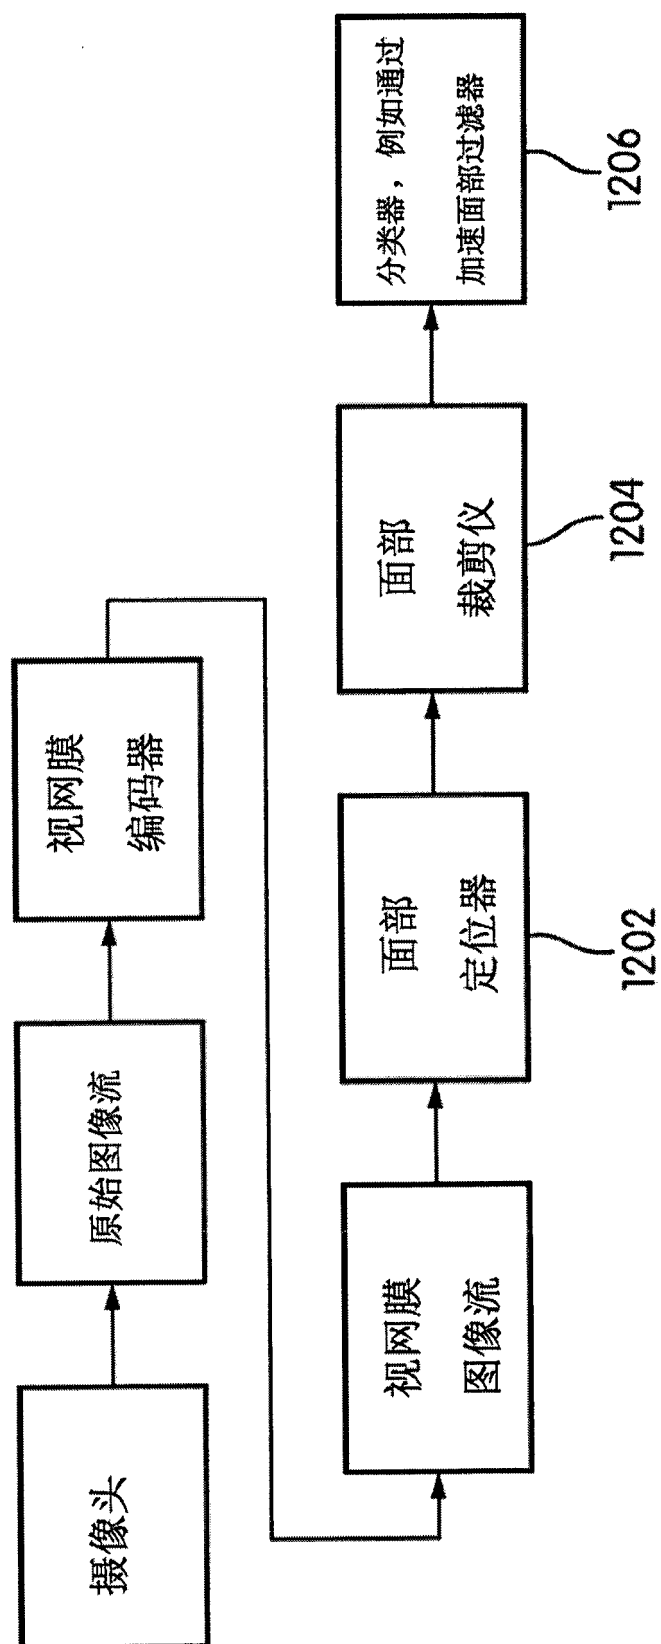 摄像头
原始图像流
视网膜
编码器
视网膜
图像流
面部
定位器
1202
面部
裁剪仪
1204
分类器，例如通过
加速面部过滤器
1206